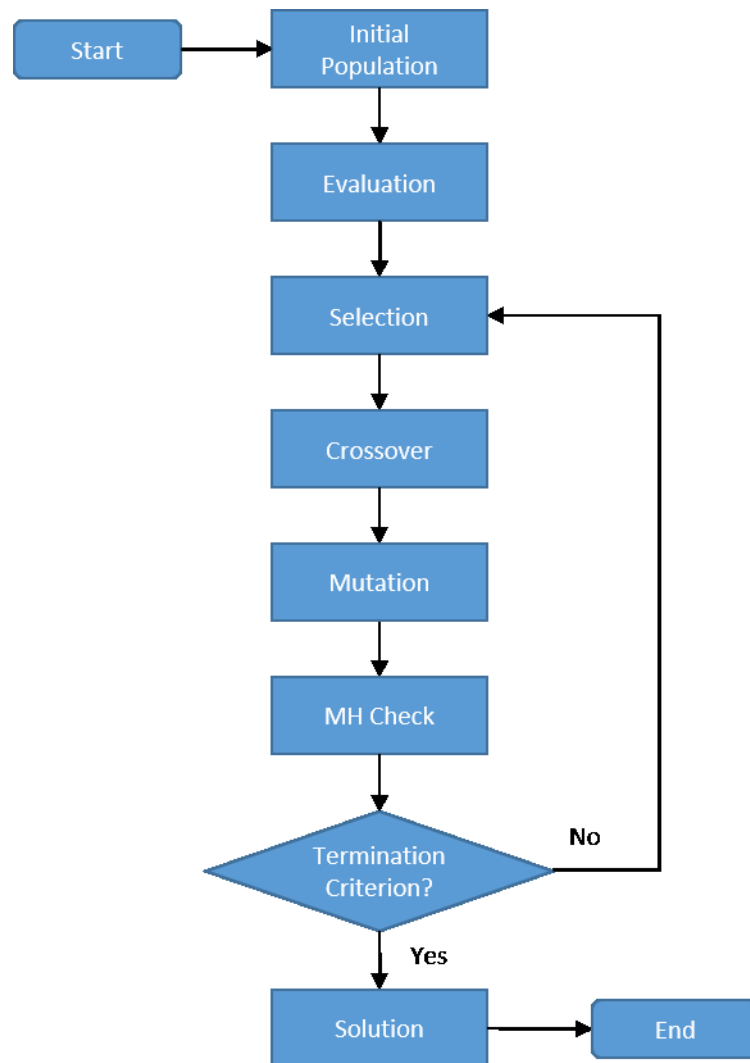 Start
Initial
Population
Evaluation
Selection
Crossover
Mutation
MH Check
Termination
Criterion?
No
Yes
Solution
End